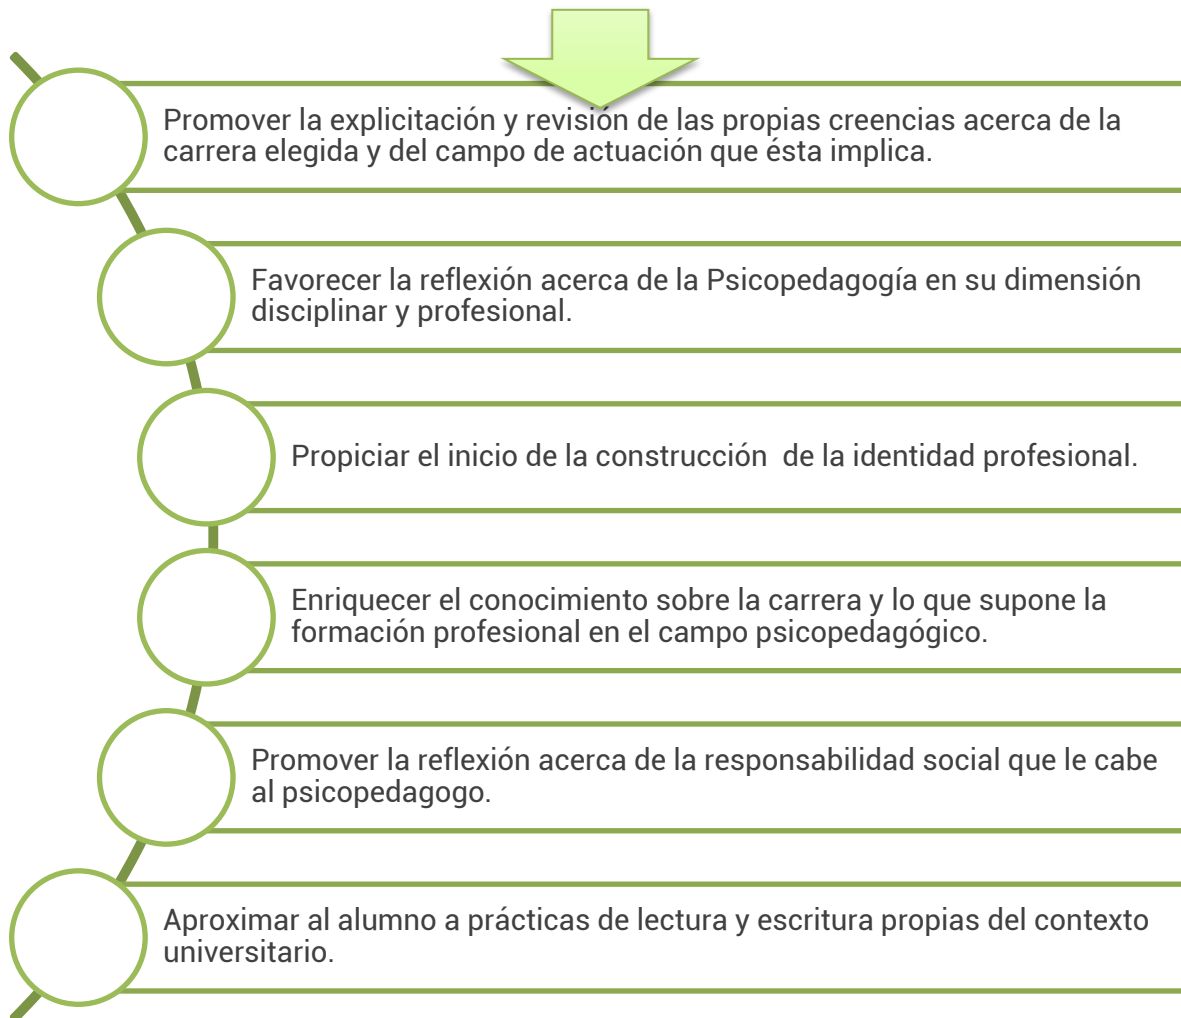 Promover la explicitación y revisión de las propias creencias acerca de la
carrera elegida y del campo de actuación que ésta implica.
Favorecer la reflexión acerca de la Psicopedagogía en su dimensión
disciplinar y profesional.
Propiciar el inicio de la construcción  de la identidad profesional.
Enriquecer el conocimiento sobre la carrera y lo que supone la
formación profesional en el campo psicopedagógico.
Promover la reflexión acerca de la responsabilidad social que le cabe
al psicopedagogo.
Aproximar al alumno a prácticas de lectura y escritura propias del contexto
universitario.